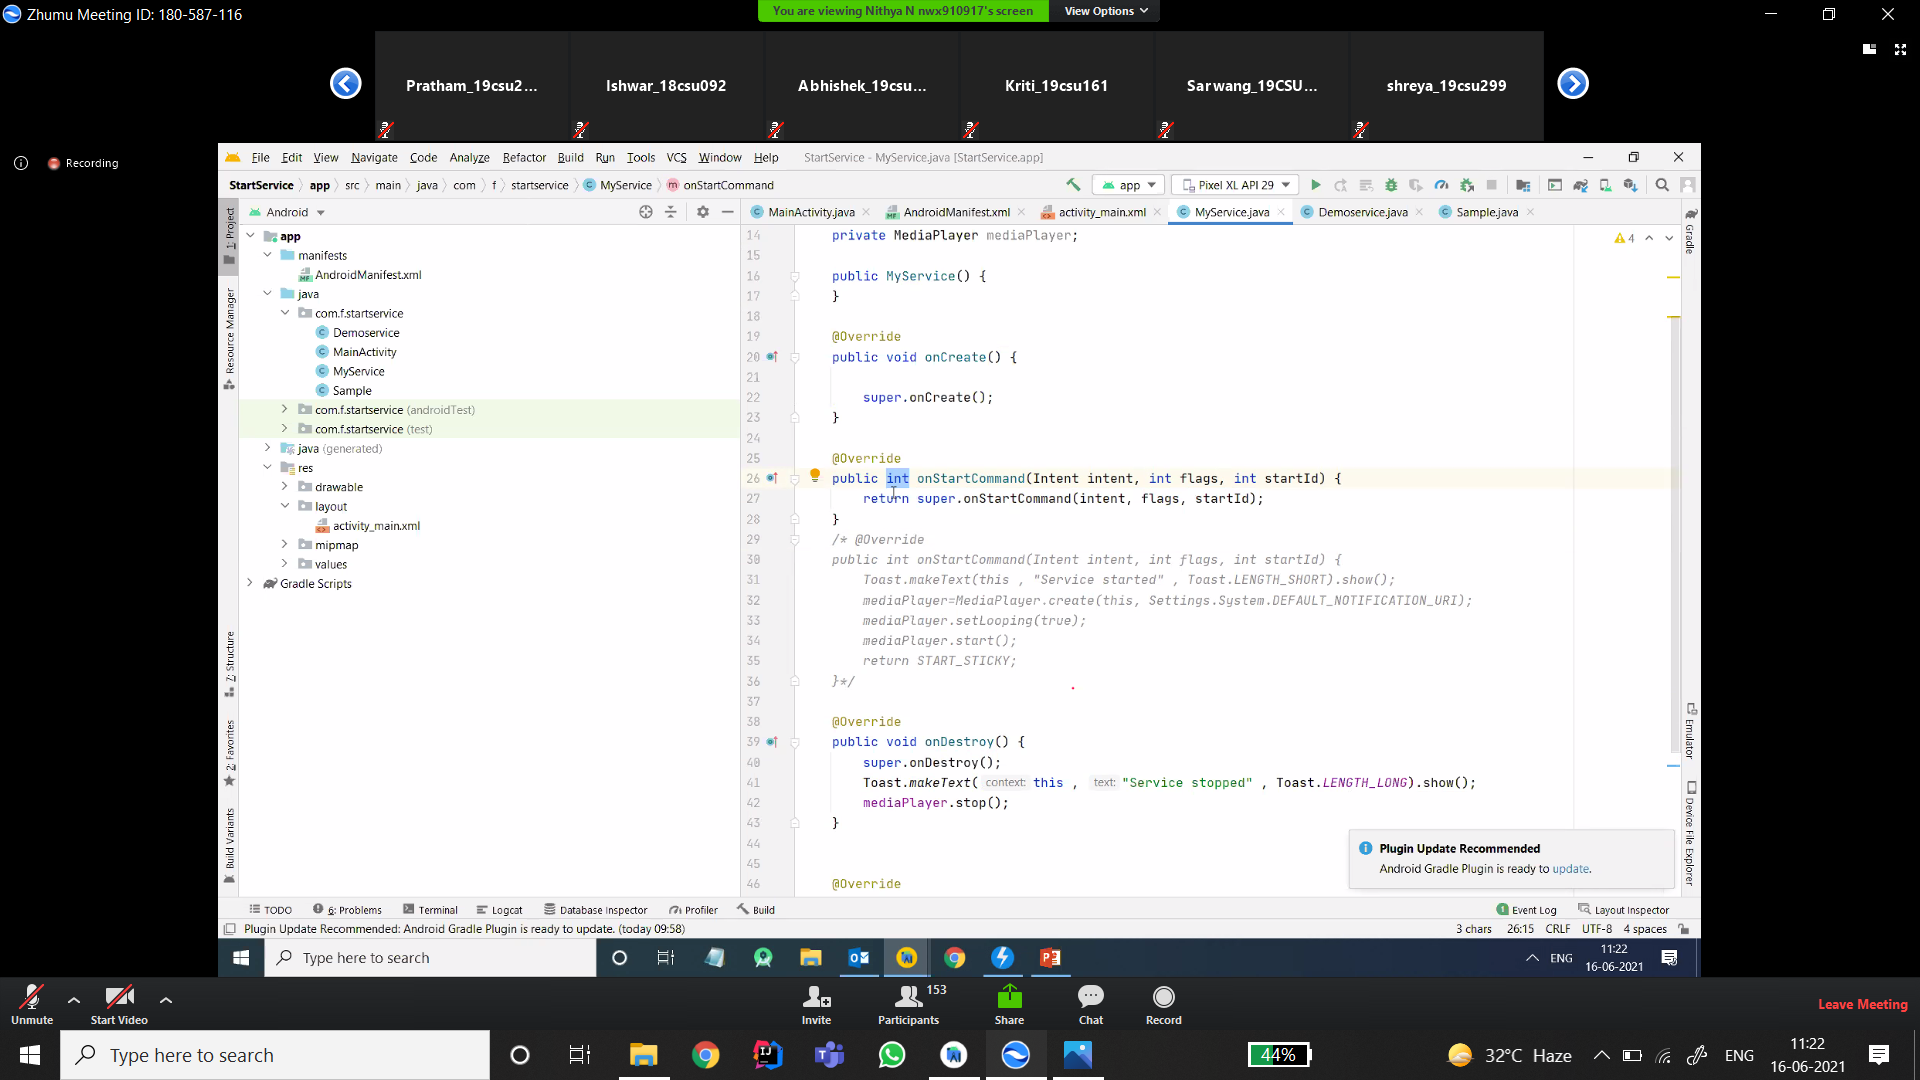 Zhumu Meeting ID: 180-587-116
You are viewing Nithya N nwx910917's screen
View Options
Pratham_19csu2...
Ishwar_18csu092
Abhishek_19csu...
Kriti_19csu161
Sarwang_19CSU...
shreya_19csu299
Recording
File Edit View Navigate Code Analyze Refactor Build Run Tools VCS Window Help StartService - MyService.java [StartService.app]
StartService app src main java com f startservice MyService onStartCommand
app Pixel XL API 29
Android
MainActivity.java AndroidManifest.xml activity_main.xml MyService.java Demoservice.java Sample.java
1: Project
Resource Manager
7: Structure
2: Favorites
Build Variants
app
manifests
AndroidManifest.xml
java
com.f.startservice
Demoservice
MainActivity
MyService
Sample
com.f.startservice (androidTest)
com.f.startservice (test)
java (generated)
res
drawable
layout
activity_main.xml
mipmap
values
Gradle Scripts
4
14 private MediaPlayer mediaPlayer;
15
16 public MyService() {
17 }
18
19 @Override
20 public void onCreate() {
21
22 super.onCreate();
23 }
24
25 @Override
26 public int onStartCommand(Intent intent, int flags, int startId) {
27 return super.onStartCommand(intent, flags, startId);
28 }
29 /* @Override
30 public int onStartCommand(Intent intent, int flags, int startId) {
31 Toast.makeText(this , "Service started" , Toast.LENGTH_SHORT).show();
32 mediaPlayer=MediaPlayer.create(this, Settings.System.DEFAULT_NOTIFICATION_URI);
33 mediaPlayer.setLooping(true);
34 mediaPlayer.start();
35 return START_STICKY;
36 }*/
37
38 @Override
39 public void onDestroy() {
40 super.onDestroy();
41 Toast.makeText( context: this , text: "Service stopped" , Toast.LENGTH_LONG).show();
42 mediaPlayer.stop();
43 }
44
45
46 @Override
Gradle
Emulator
Device File Explorer
Plugin Update Recommended
Android Gradle Plugin is ready to update.
TODO 6: Problems Terminal Logcat Database Inspector Profiler Build 1 Event Log Layout Inspector
Plugin Update Recommended: Android Gradle Plugin is ready to update. (today 09:58) 3 chars 26:15 CRLF UTF-8 4 spaces
Type here to search
ENG
11:22
16-06-2021
Unmute
Start Video
Invite
Participants
153
Share
Chat
Record
Leave Meeting
Type here to search
44%
32°C Haze
ENG
11:22
16-06-2021